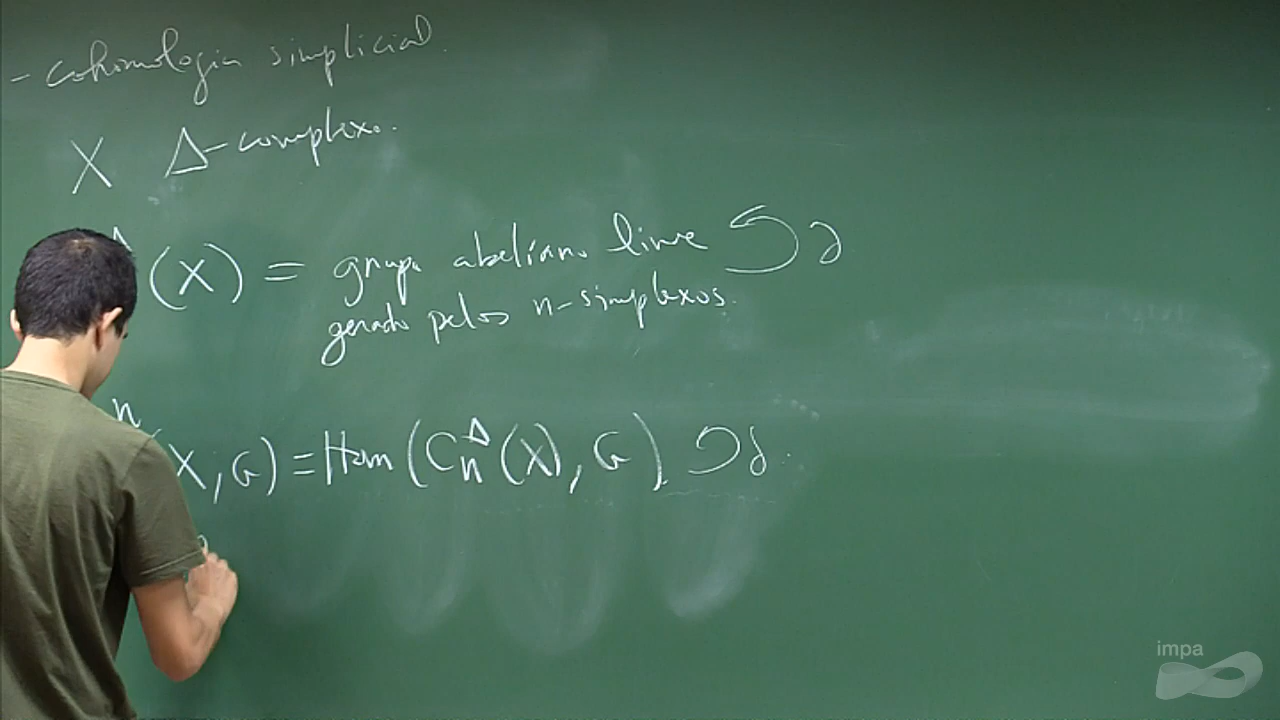 - cohomologia simplicial.
X Δ-complexo.
Δ (X) = grupo abeliano livre ∂
gerado pelos n-simplexos.
n
X, G) = Hom (C_n^Δ (X), G) δ.
impa